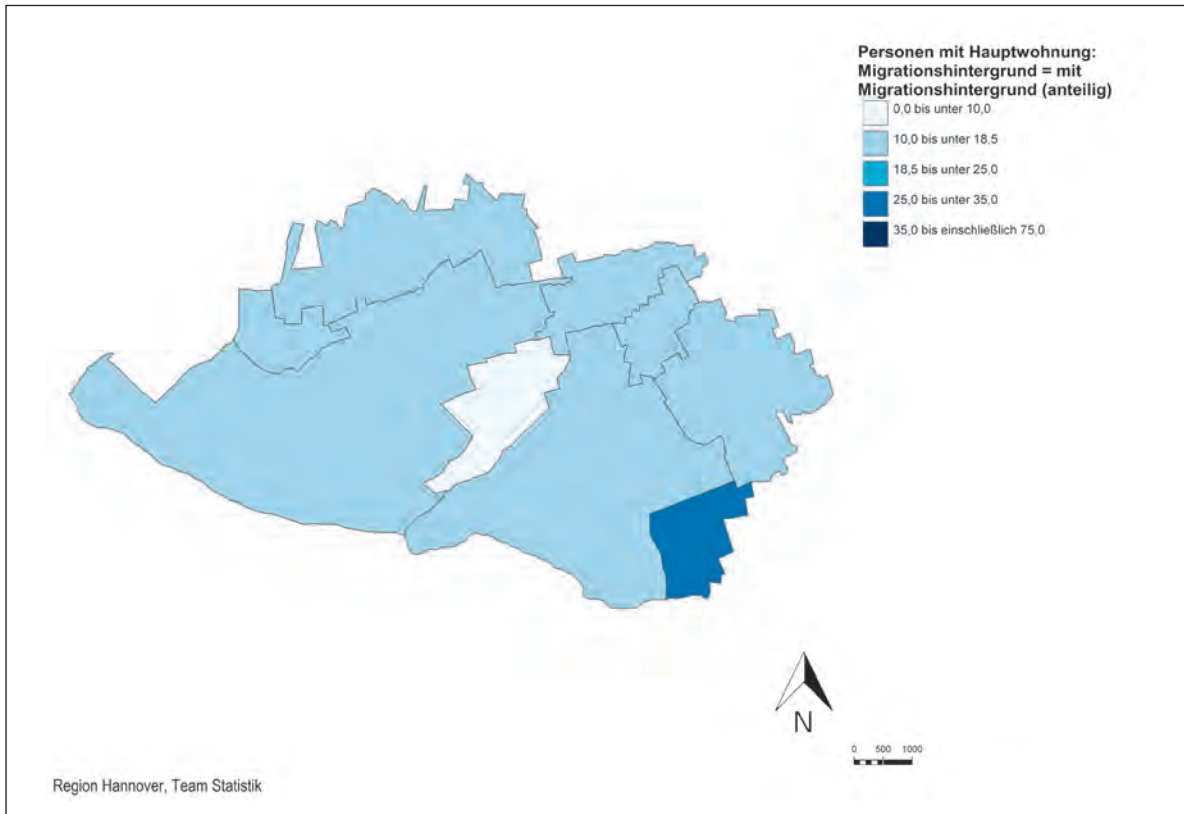 Personen mit Hauptwohnung:
Migrationshintergrund = mit
Migrationshintergrund (anteilig)
0,0 bis unter 10,0
10,0 bis unter 18,5
18,5 bis unter 25,0
25,0 bis unter 35,0
35,0 bis einschließlich 75,0
N
0 500 1000
Region Hannover, Team Statistik